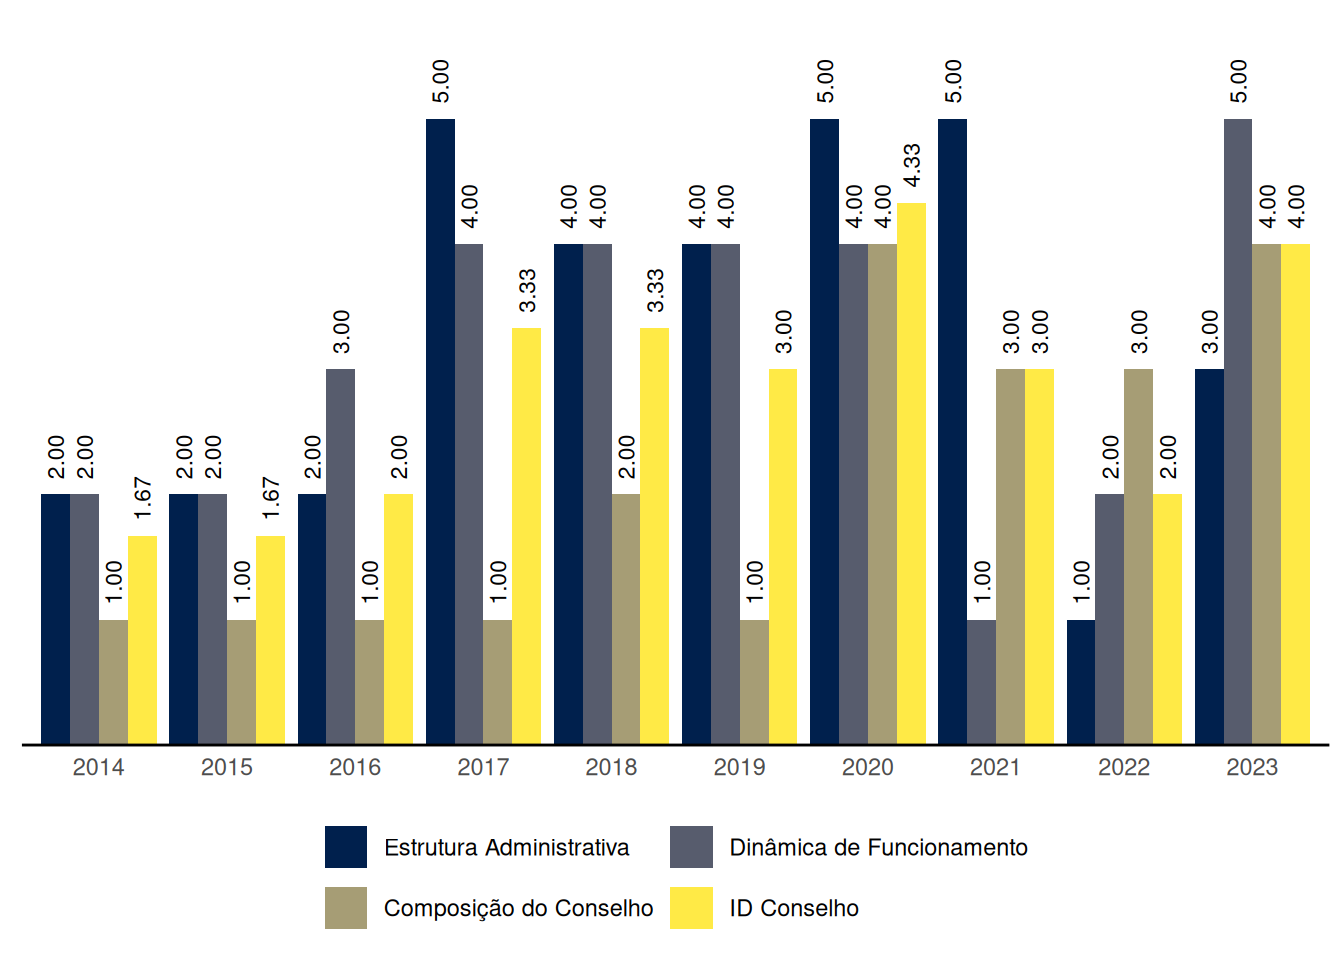 2.00 2.00 1.00 1.67
2.00 2.00 1.00 1.67
2.00 3.00 1.00 2.00
5.00 4.00 1.00 3.33
4.00 4.00 2.00 3.33
4.00 4.00 1.00 3.00
5.00 4.00 4.00 4.33
5.00 1.00 3.00 3.00
1.00 2.00 3.00 2.00
3.00 5.00 4.00 4.00
2014 2015 2016 2017 2018 2019 2020 2021 2022 2023
Estrutura Administrativa Dinâmica de Funcionamento
Composição do Conselho ID Conselho